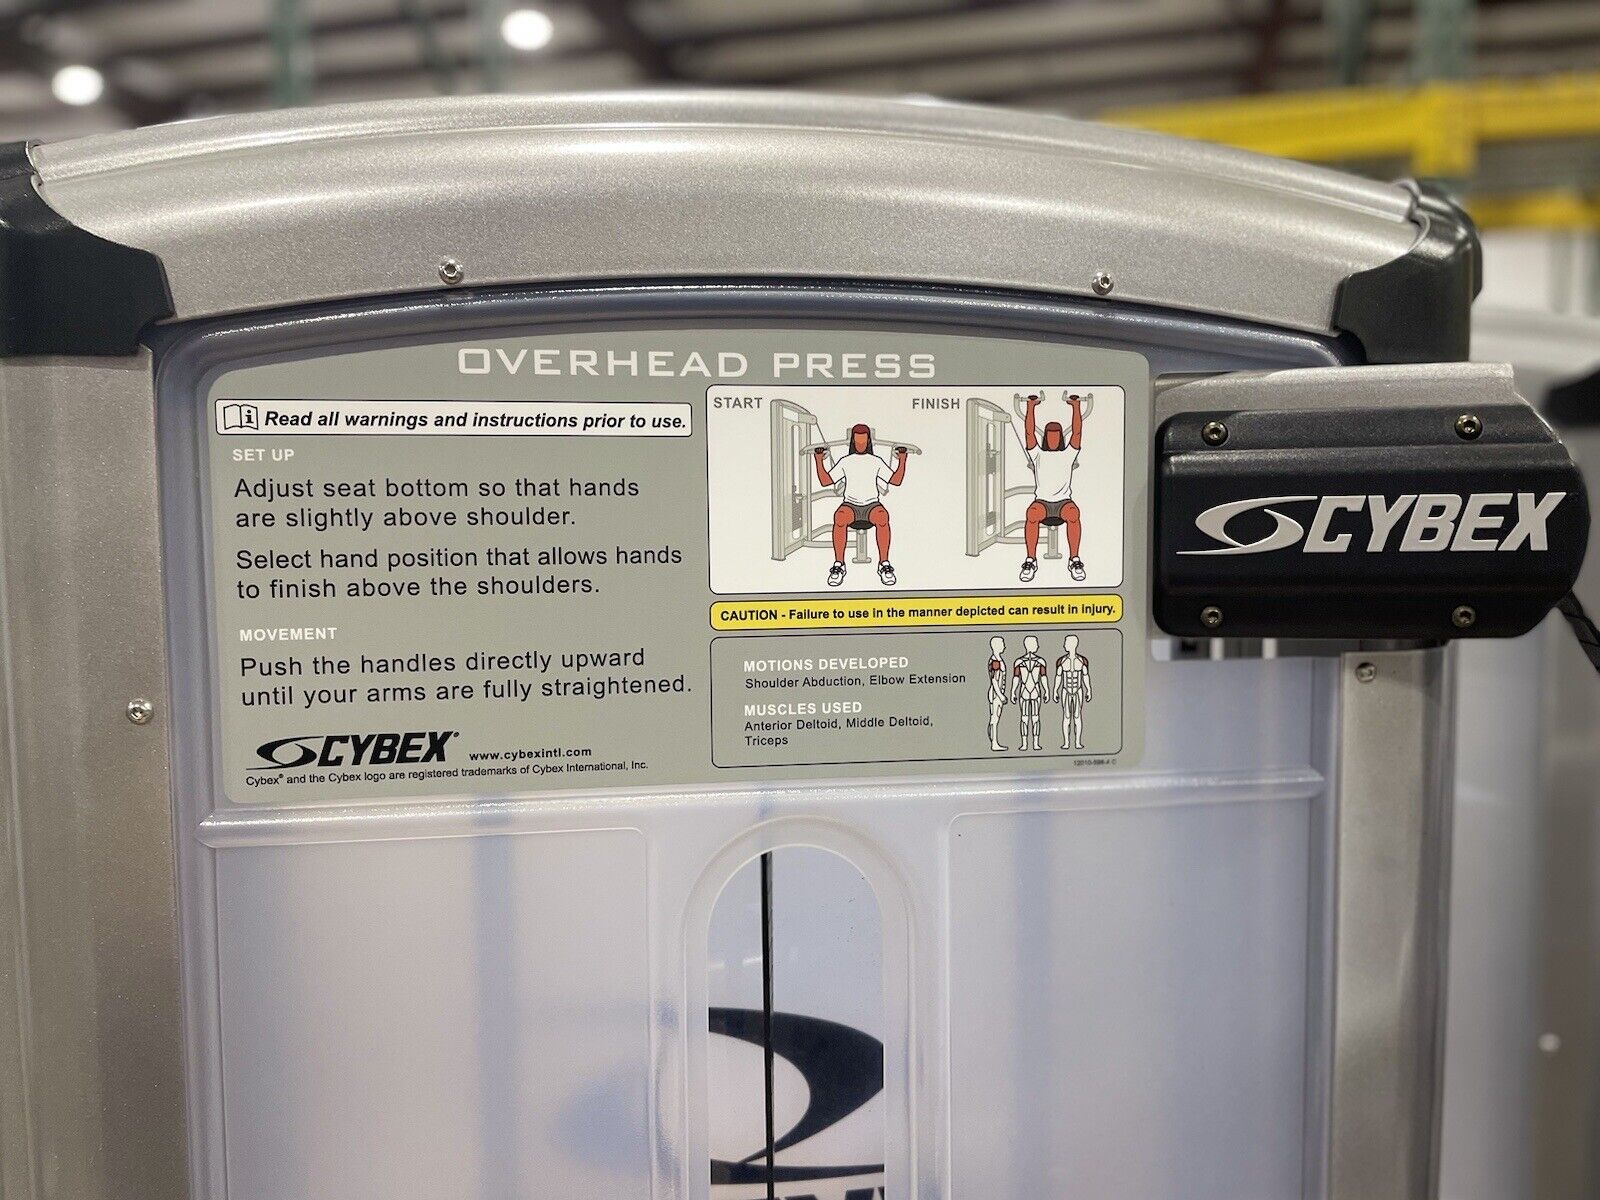 OVERHEAD PRESS
Read all warnings and instructions prior to use.
SET UP
Adjust seat bottom so that hands
are slightly above shoulder.
Select hand position that allows hands
to finish above the shoulders.
MOVEMENT
Push the handles directly upward
until your arms are fully straightened.
CYBEX® www.cybexintl.com
Cybex® and the Cybex logo are registered trademarks of Cybex International, Inc.
START
FINISH
CAUTION - Failure to use in the manner depicted can result in injury.
MOTIONS DEVELOPED
Shoulder Abduction, Elbow Extension
MUSCLES USED
Anterior Deltoid, Middle Deltoid,
Triceps
CYBEX